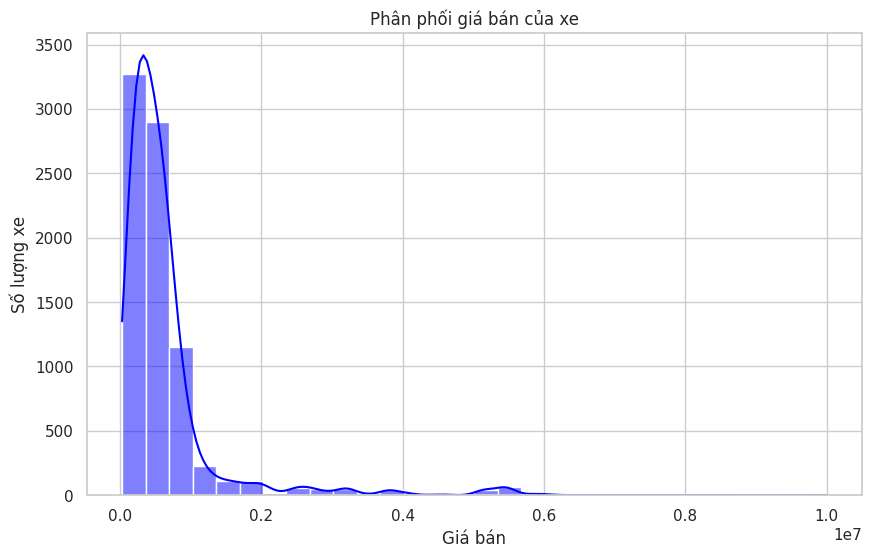 Phân phối giá bán của xe
3500
3000
2500
2000
1500
1000
500
0
Số lượng xe
0.0 0.2 0.4 0.6 0.8 1.0
1e7
Giá bán